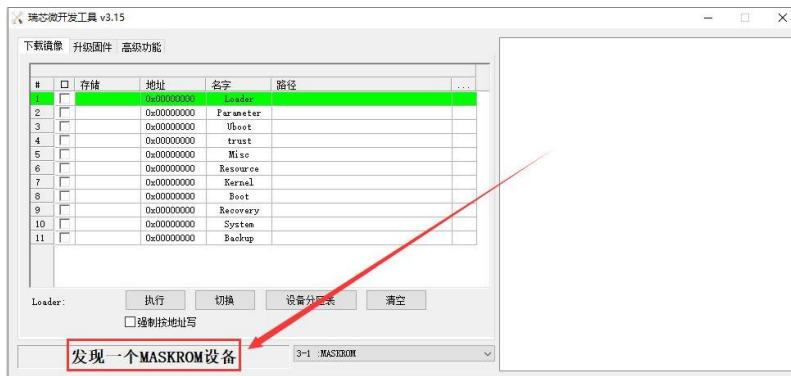 瑞芯微开发工具 v3.15
下载镜像 升级固件 高级功能
# 存储 地址 名字 路径 ...
1 0x00000000 Loader
2 0x00000000 Parameter
3 0x00000000 Uboot
4 0x00000000 trust
5 0x00000000 Misc
6 0x00000000 Resource
7 0x00000000 Kernel
8 0x00000000 Boot
9 0x00000000 Recovery
10 0x00000000 System
11 0x00000000 Backup
Loader: 执行 切换 设备分区表 清空
强制按地址写
发现一个MASKROM设备 3-1 :MASKROM